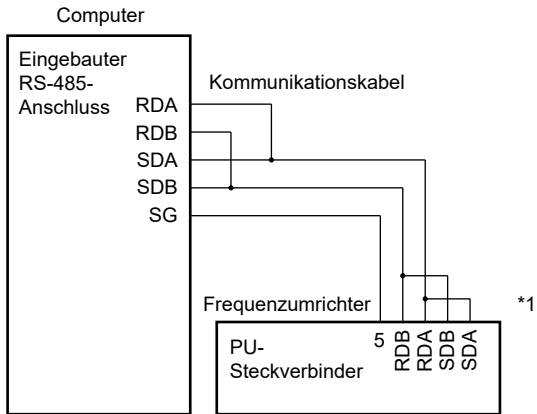 Computer
Eingebauter
RS-485-
Anschluss
Kommunikationskabel
RDA
RDB
SDA
SDB
SG
Frequenzumrichter
*1
PU-
Steckverbinder
5
RDB
RDA
SDB
SDA